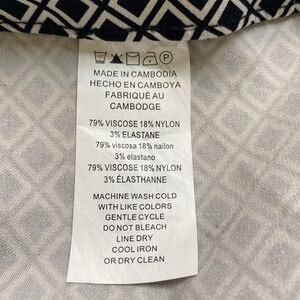 MADE IN CAMBODIA
HECHO EN CAMBOYA
FABRIQUÉ AU
CAMBODGE
79% VISCOSE 18% NYLON
3% ELASTANE
79% viscosa 18% nailon
3% elastano
79% VISCOSE 18% NYLON
3% ÉLASTHANNE
MACHINE WASH COLD
WITH LIKE COLORS
GENTLE CYCLE
DO NOT BLEACH
LINE DRY
COOL IRON
OR DRY CLEAN